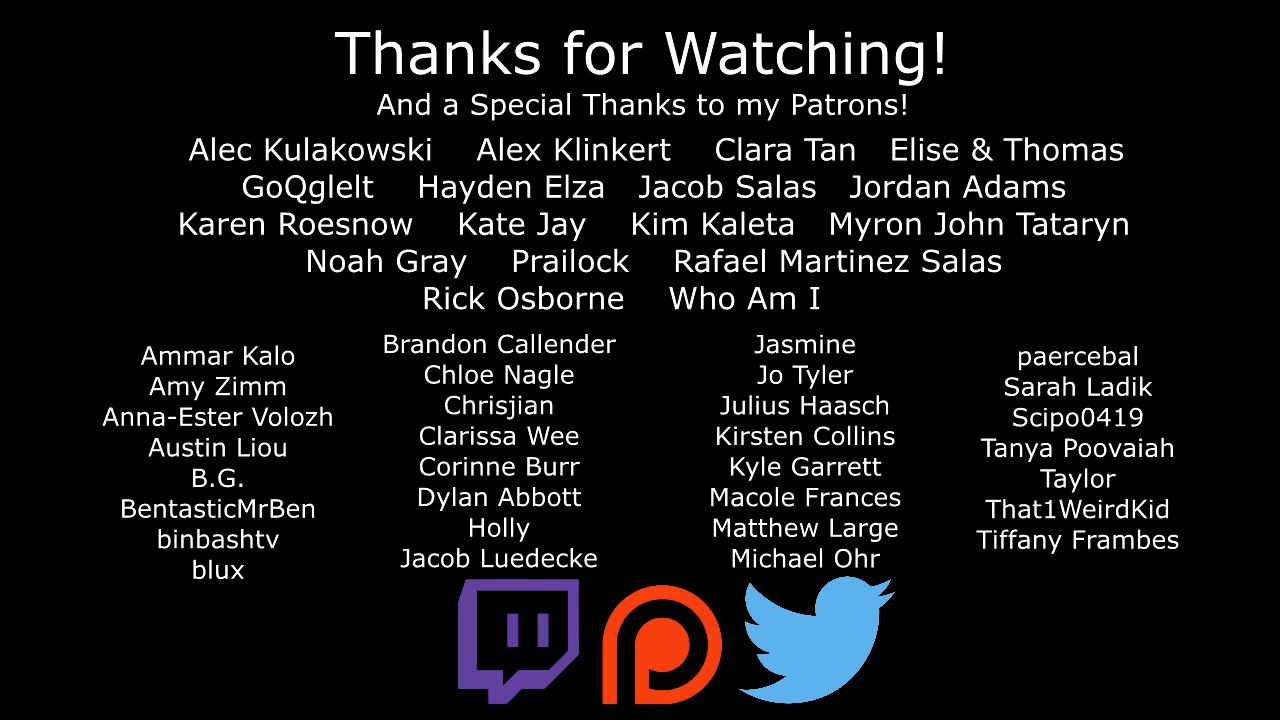 Thanks for Watching!
And a Special Thanks to my Patrons!
Alec Kulakowski Alex Klinkert Clara Tan Elise & Thomas
GoQglelt Hayden Elza Jacob Salas Jordan Adams
Karen Roesnow Kate Jay Kim Kaleta Myron John Tataryn
Noah Gray Prailock Rafael Martinez Salas
Rick Osborne Who Am I
Ammar Kalo
Amy Zimm
Anna-Ester Volozh
Austin Liou
B.G.
BentasticMrBen
binbashtv
blux
Brandon Callender
Chloe Nagle
Chrisjian
Clarissa Wee
Corinne Burr
Dylan Abbott
Holly
Jacob Luedecke
Jasmine
Jo Tyler
Julius Haasch
Kirsten Collins
Kyle Garrett
Macole Frances
Matthew Large
Michael Ohr
paercebal
Sarah Ladik
Scipo0419
Tanya Poovaiah
Taylor
That1WeirdKid
Tiffany Frambes